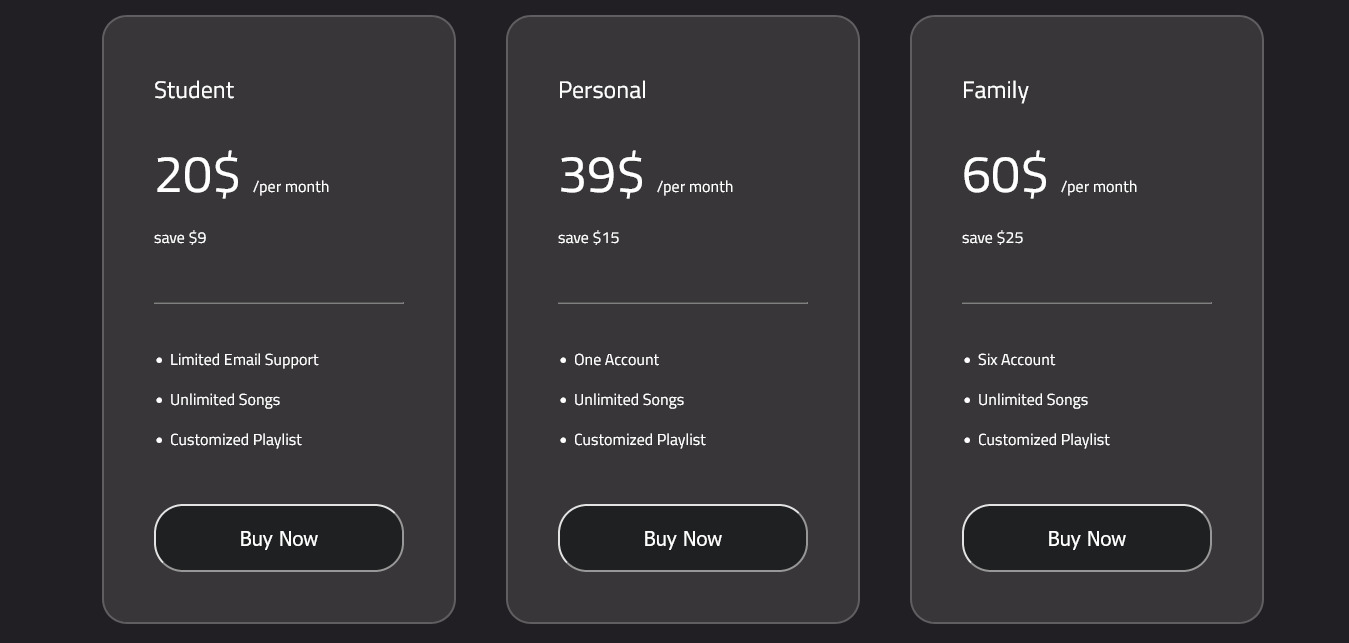 Student
20$ /per month
save $9
• Limited Email Support
• Unlimited Songs
• Customized Playlist
Buy Now
Personal
39$ /per month
save $15
• One Account
• Unlimited Songs
• Customized Playlist
Buy Now
Family
60$ /per month
save $25
• Six Account
• Unlimited Songs
• Customized Playlist
Buy Now